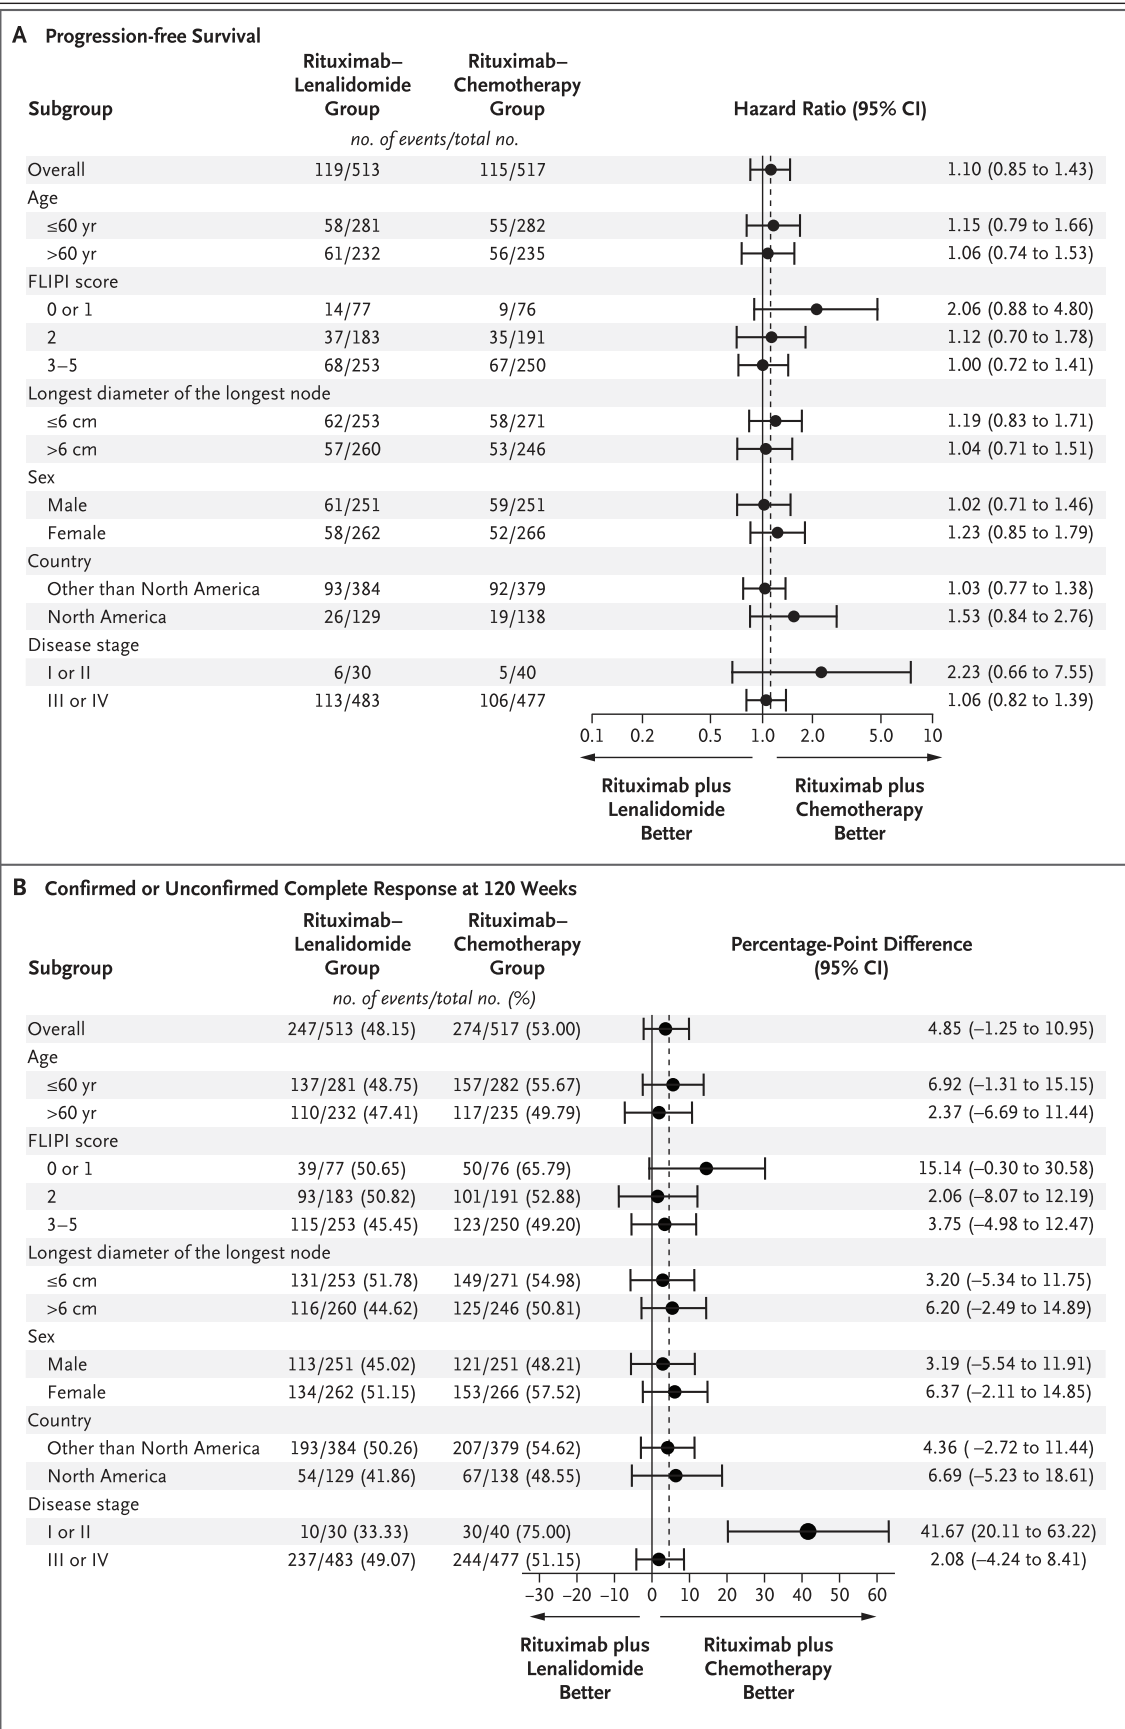 A Progression-free Survival
Subgroup
Rituximab–
Lenalidomide
Group
Rituximab–
Chemotherapy
Group
Hazard Ratio (95% CI)
no. of events/total no.
Overall 119/513 115/517 1.10 (0.85 to 1.43)
Age
≤60 yr 58/281 55/282 1.15 (0.79 to 1.66)
>60 yr 61/232 56/235 1.06 (0.74 to 1.53)
FLIPI score
0 or 1 14/77 9/76 2.06 (0.88 to 4.80)
2 37/183 35/191 1.12 (0.70 to 1.78)
3–5 68/253 67/250 1.00 (0.72 to 1.41)
Longest diameter of the longest node
≤6 cm 62/253 58/271 1.19 (0.83 to 1.71)
>6 cm 57/260 53/246 1.04 (0.71 to 1.51)
Sex
Male 61/251 59/251 1.02 (0.71 to 1.46)
Female 58/262 52/266 1.23 (0.85 to 1.79)
Country
Other than North America 93/384 92/379 1.03 (0.77 to 1.38)
North America 26/129 19/138 1.53 (0.84 to 2.76)
Disease stage
I or II 6/30 5/40 2.23 (0.66 to 7.55)
III or IV 113/483 106/477 1.06 (0.82 to 1.39)
0.1 0.2 0.5 1.0 2.0 5.0 10
Rituximab plus
Lenalidomide
Better
Rituximab plus
Chemotherapy
Better
B Confirmed or Unconfirmed Complete Response at 120 Weeks
Subgroup
Rituximab–
Lenalidomide
Group
Rituximab–
Chemotherapy
Group
Percentage-Point Difference
(95% CI)
no. of events/total no. (%)
Overall 247/513 (48.15) 274/517 (53.00) 4.85 (–1.25 to 10.95)
Age
≤60 yr 137/281 (48.75) 157/282 (55.67) 6.92 (–1.31 to 15.15)
>60 yr 110/232 (47.41) 117/235 (49.79) 2.37 (–6.69 to 11.44)
FLIPI score
0 or 1 39/77 (50.65) 50/76 (65.79) 15.14 (–0.30 to 30.58)
2 93/183 (50.82) 101/191 (52.88) 2.06 (–8.07 to 12.19)
3–5 115/253 (45.45) 123/250 (49.20) 3.75 (–4.98 to 12.47)
Longest diameter of the longest node
≤6 cm 131/253 (51.78) 149/271 (54.98) 3.20 (–5.34 to 11.75)
>6 cm 116/260 (44.62) 125/246 (50.81) 6.20 (–2.49 to 14.89)
Sex
Male 113/251 (45.02) 121/251 (48.21) 3.19 (–5.54 to 11.91)
Female 134/262 (51.15) 153/266 (57.52) 6.37 (–2.11 to 14.85)
Country
Other than North America 193/384 (50.26) 207/379 (54.62) 4.36 ( –2.72 to 11.44)
North America 54/129 (41.86) 67/138 (48.55) 6.69 (–5.23 to 18.61)
Disease stage
I or II 10/30 (33.33) 30/40 (75.00) 41.67 (20.11 to 63.22)
III or IV 237/483 (49.07) 244/477 (51.15) 2.08 (–4.24 to 8.41)
–30 –20 –10 0 10 20 30 40 50 60
Rituximab plus
Lenalidomide
Better
Rituximab plus
Chemotherapy
Better